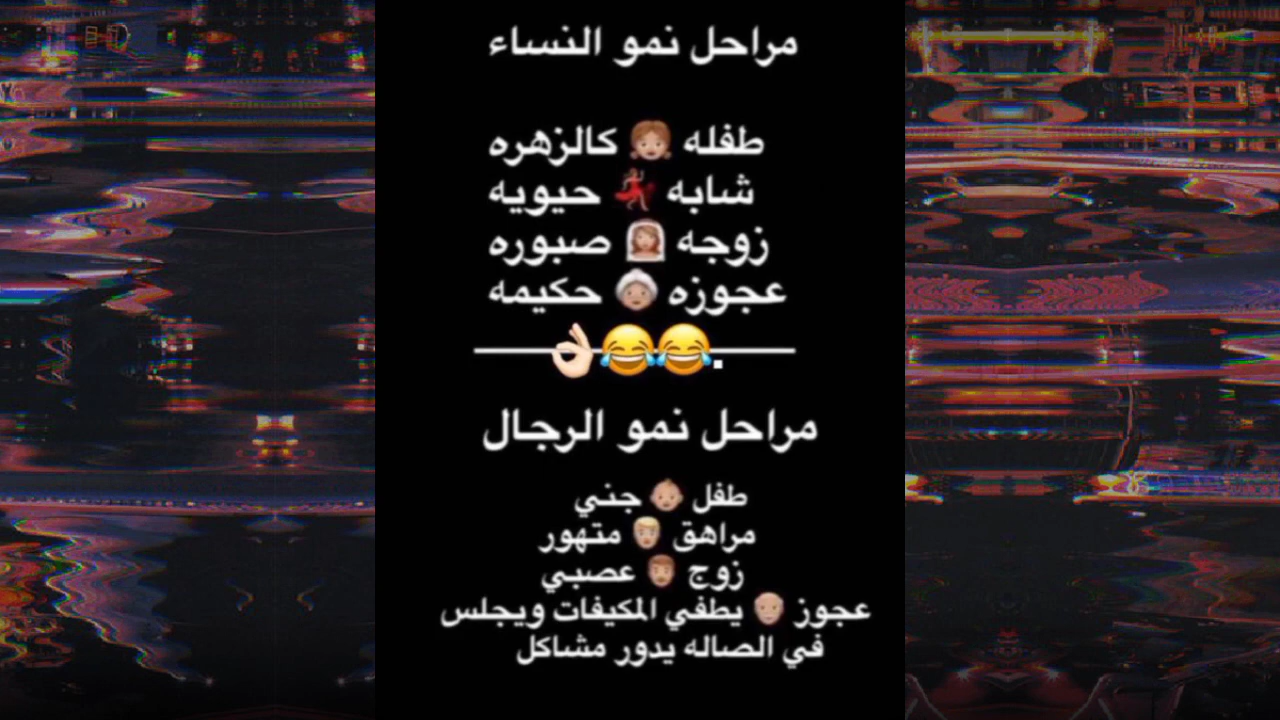 مراحل نمو النساء
طفله 👧🏽 كالزهره
شابه 💃🏽 حيويه
زوجه 👰🏽 صبوره
عجوزه 👵🏽 حكيمه
👌🏻😂😂.
مراحل نمو الرجال
طفل 👶🏼 جني
مراهق 👱🏼 متهور
زوج 👨🏼 عصبي
عجوز 👴🏼 يطفي المكيفات ويجلس
في الصاله يدور مشاكل